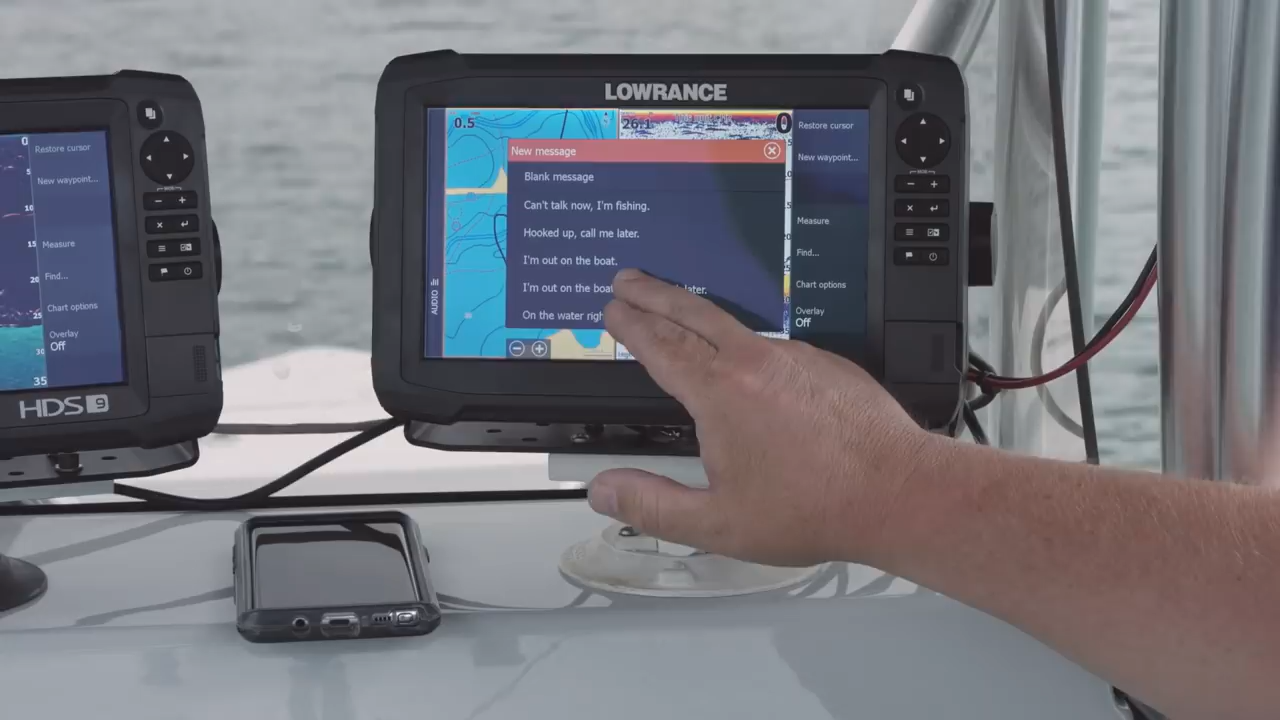 LOWRANCE
0.5
26.1
0
New message
Blank message
Can't talk now, I'm fishing.
Hooked up, call me later.
I'm out on the boat.
I'm out on the boat later.
On the water righ
AUDIO
Restore cursor
New waypoint...
Measure
Find...
Chart options
Overlay
Off
0
10
15
20
30
35
Restore cursor
New waypoint...
Measure
Find...
Chart options
Overlay
Off
HDS 9